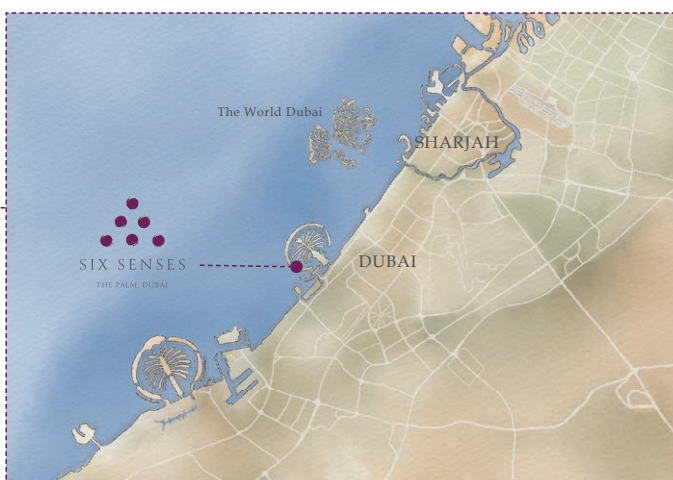 The World Dubai
SHARJAH
SIX SENSES
THE PALM, DUBAI
DUBAI